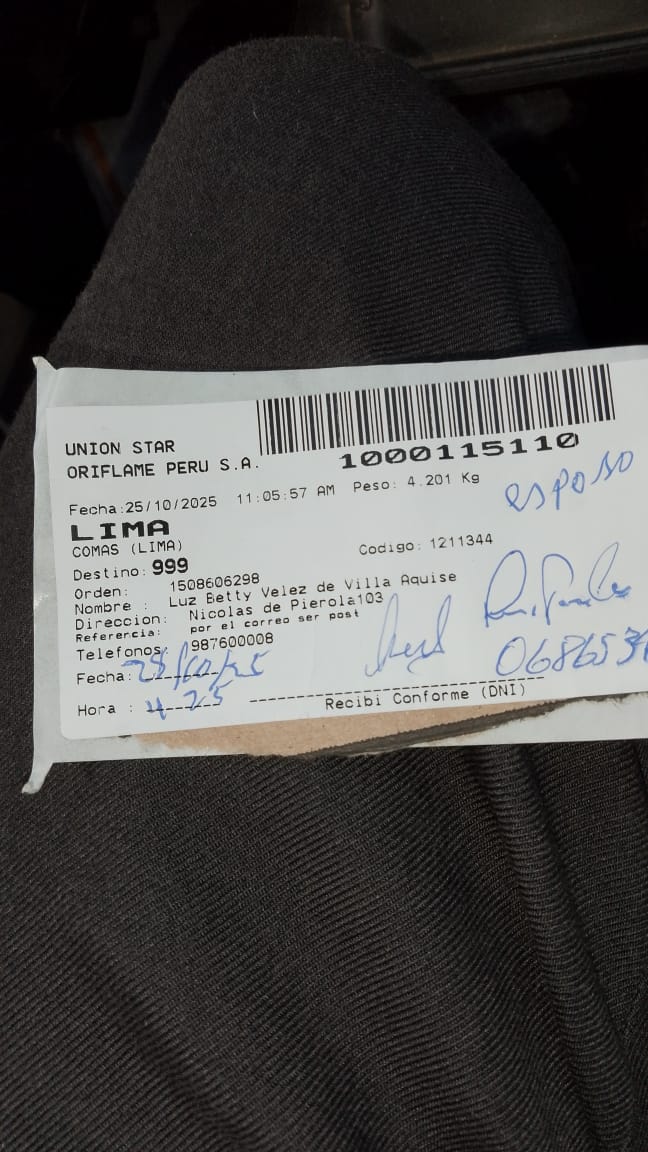 UNION STAR
ORIFLAME PERU S.A.
1000115110
Fecha:25/10/2025 11:05:57 AM Peso: 4.201 Kg
esposo
LIMA
COMAS (LIMA)
Destino: 999 Codigo: 1211344
Orden: 1508606298
Nombre : Luz Betty Velez de Villa Aquise
Direccion: Nicolas de Pierola103
Referencia: por el correo ser post
Telefonos: 987600008
Fecha:
Hora : 4 25
Recibi Conforme (DNI)